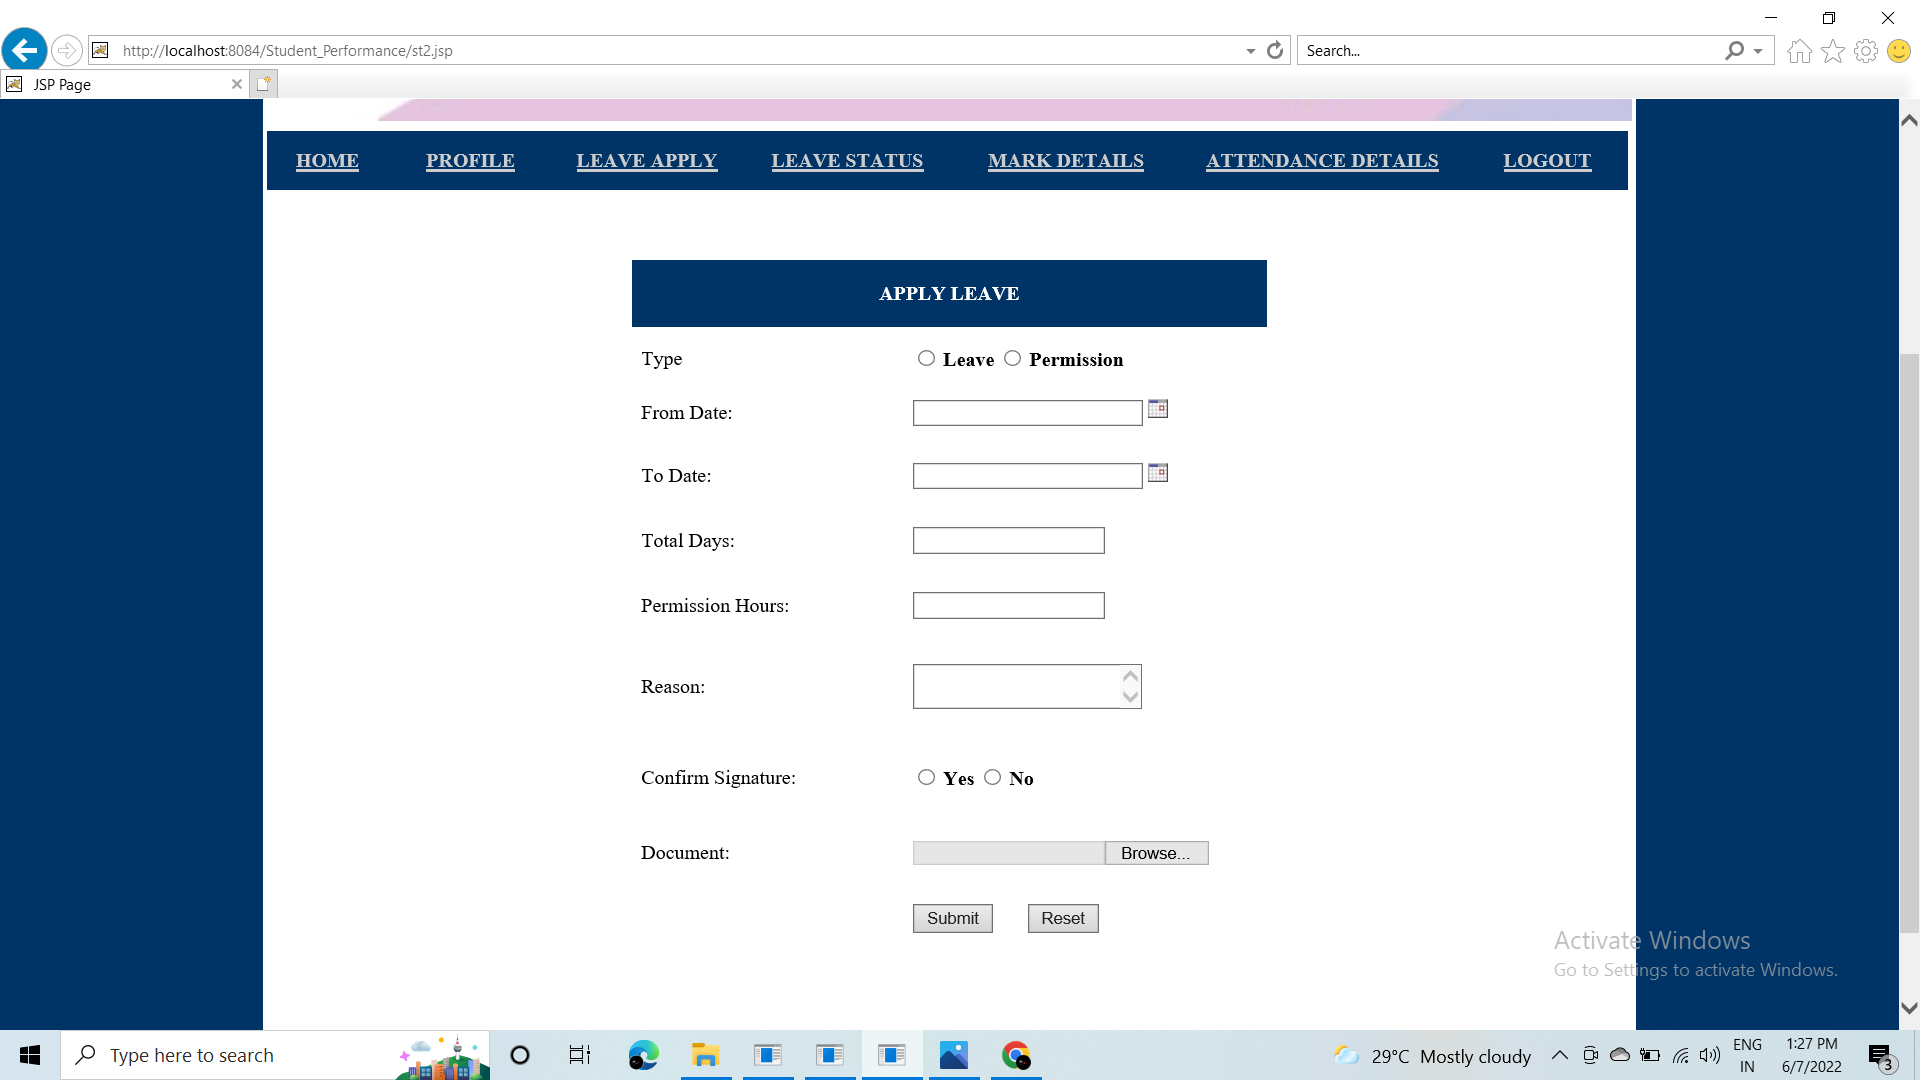 http://localhost:8084/Student_Performance/st2.jsp
Search...
JSP Page
HOME PROFILE LEAVE APPLY LEAVE STATUS MARK DETAILS ATTENDANCE DETAILS LOGOUT
APPLY LEAVE
Type Leave Permission
From Date:
To Date:
Total Days:
Permission Hours:
Reason:
Confirm Signature: Yes No
Document: Browse...
Submit Reset
Activate Windows
Go to Settings to activate Windows.
Type here to search
29°C Mostly cloudy
ENG
IN
1:27 PM
6/7/2022
3